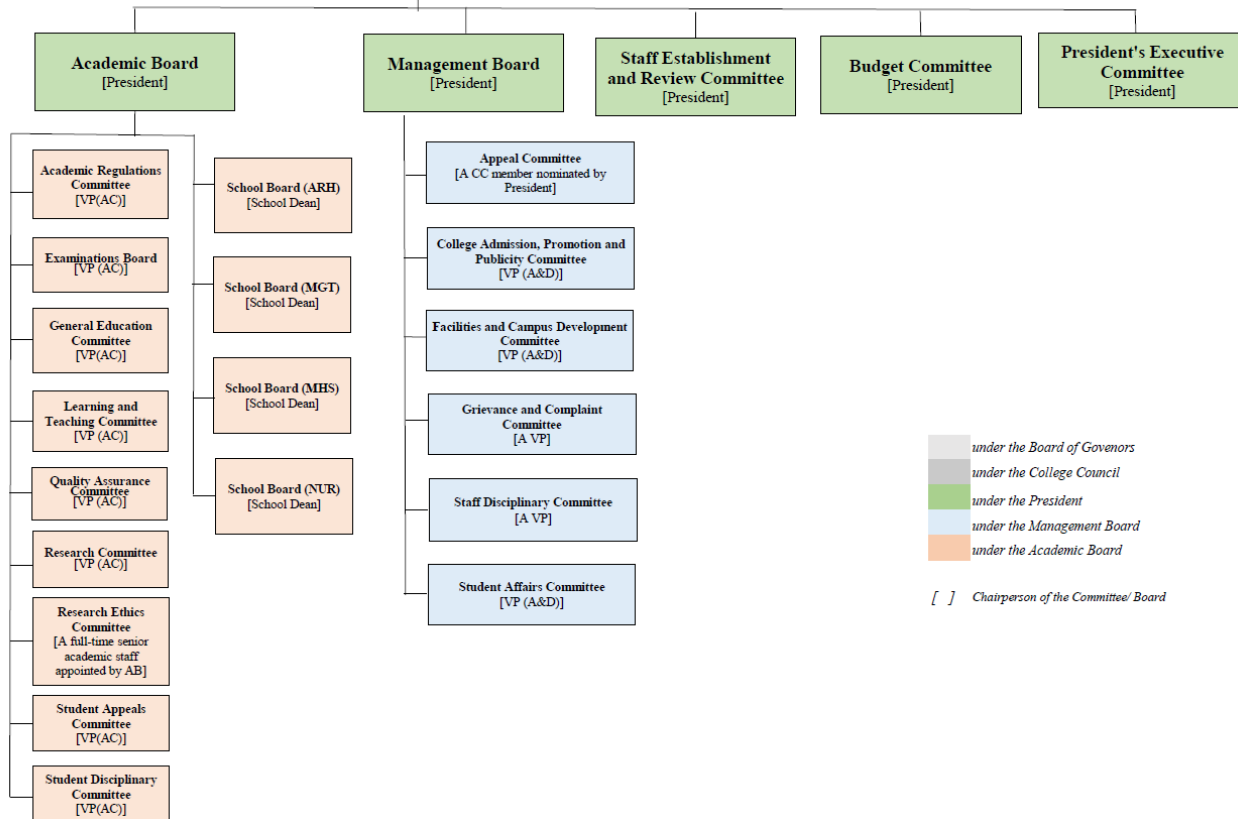 Academic Board
[President]
Management Board
[President]
Staff Establishment
and Review Committee
[President]
Budget Committee
[President]
President's Executive
Committee
[President]
Academic Regulations
Committee
[VP(AC)]
Examinations Board
[VP (AC)]
General Education
Committee
[VP(AC)]
Learning and
Teaching Committee
[VP (AC)]
Quality Assurance
Committee
[VP (AC)]
Research Committee
[VP (AC)]
Research Ethics
Committee
[A full-time senior
academic staff
appointed by AB]
Student Appeals
Committee
[VP(AC)]
Student Disciplinary
Committee
[VP(AC)]
School Board (ARH)
[School Dean]
School Board (MGT)
[School Dean]
School Board (MHS)
[School Dean]
School Board (NUR)
[School Dean]
Appeal Committee
[A CC member nominated by
President]
College Admission, Promotion and
Publicity Committee
[VP (A&D)]
Facilities and Campus Development
Committee
[VP (A&D)]
Grievance and Complaint
Committee
[A VP]
Staff Disciplinary Committee
[A VP]
Student Affairs Committee
[VP (A&D)]
under the Board of Govenors
under the College Council
under the President
under the Management Board
under the Academic Board
[ ] Chairperson of the Committee/ Board